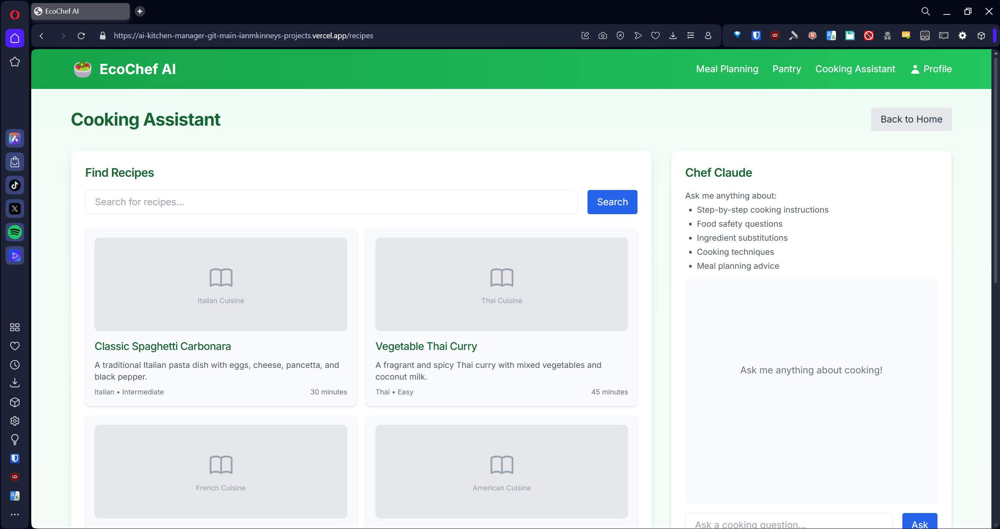 EcoChef AI
https://ai-kitchen-manager-git-main-ianmkinneys-projects.vercel.app/recipes
EcoChef AI
Meal Planning
Pantry
Cooking Assistant
Profile
Cooking Assistant
Back to Home
Find Recipes
Search for recipes...
Search
Italian Cuisine
Classic Spaghetti Carbonara
A traditional Italian pasta dish with eggs, cheese, pancetta, and
black pepper.
Italian • Intermediate
30 minutes
Thai Cuisine
Vegetable Thai Curry
A fragrant and spicy Thai curry with mixed vegetables and
coconut milk.
Thai • Easy
45 minutes
French Cuisine
American Cuisine
Chef Claude
Ask me anything about:
• Step-by-step cooking instructions
• Food safety questions
• Ingredient substitutions
• Cooking techniques
• Meal planning advice
Ask me anything about cooking!
Ask a cooking question...
Ask